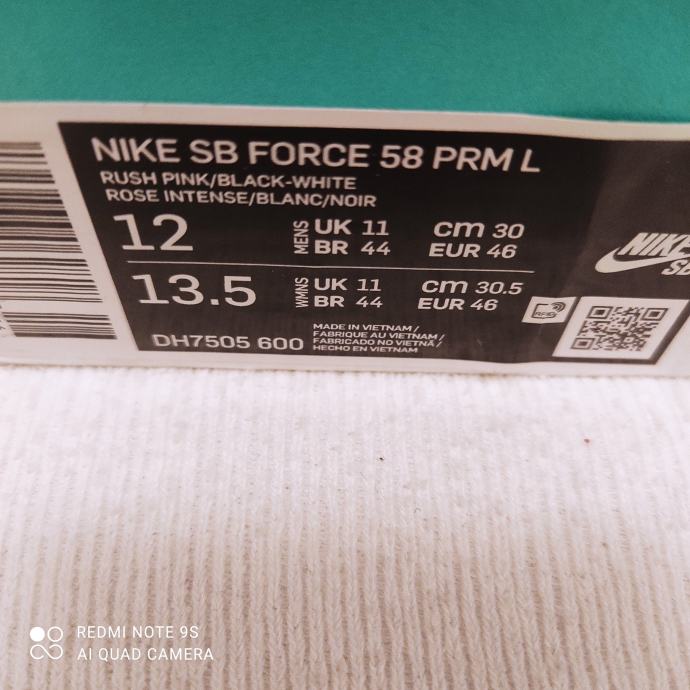 NIKE SB FORCE 58 PRM L
RUSH PINK/BLACK-WHITE
ROSE INTENSE/BLANC/NOIR
12 MENS UK 11 cm 30
BR 44 EUR 46
13.5 WMNS UK 11 cm 30.5
BR 44 EUR 46
DH7505 600
MADE IN VIETNAM /
FABRIQUE AU VIETNAM /
FABRICADO NO VIETNÃ /
HECHO EN VIETNAM
RFID
NIKE
SB
REDMI NOTE 9S
AI QUAD CAMERA